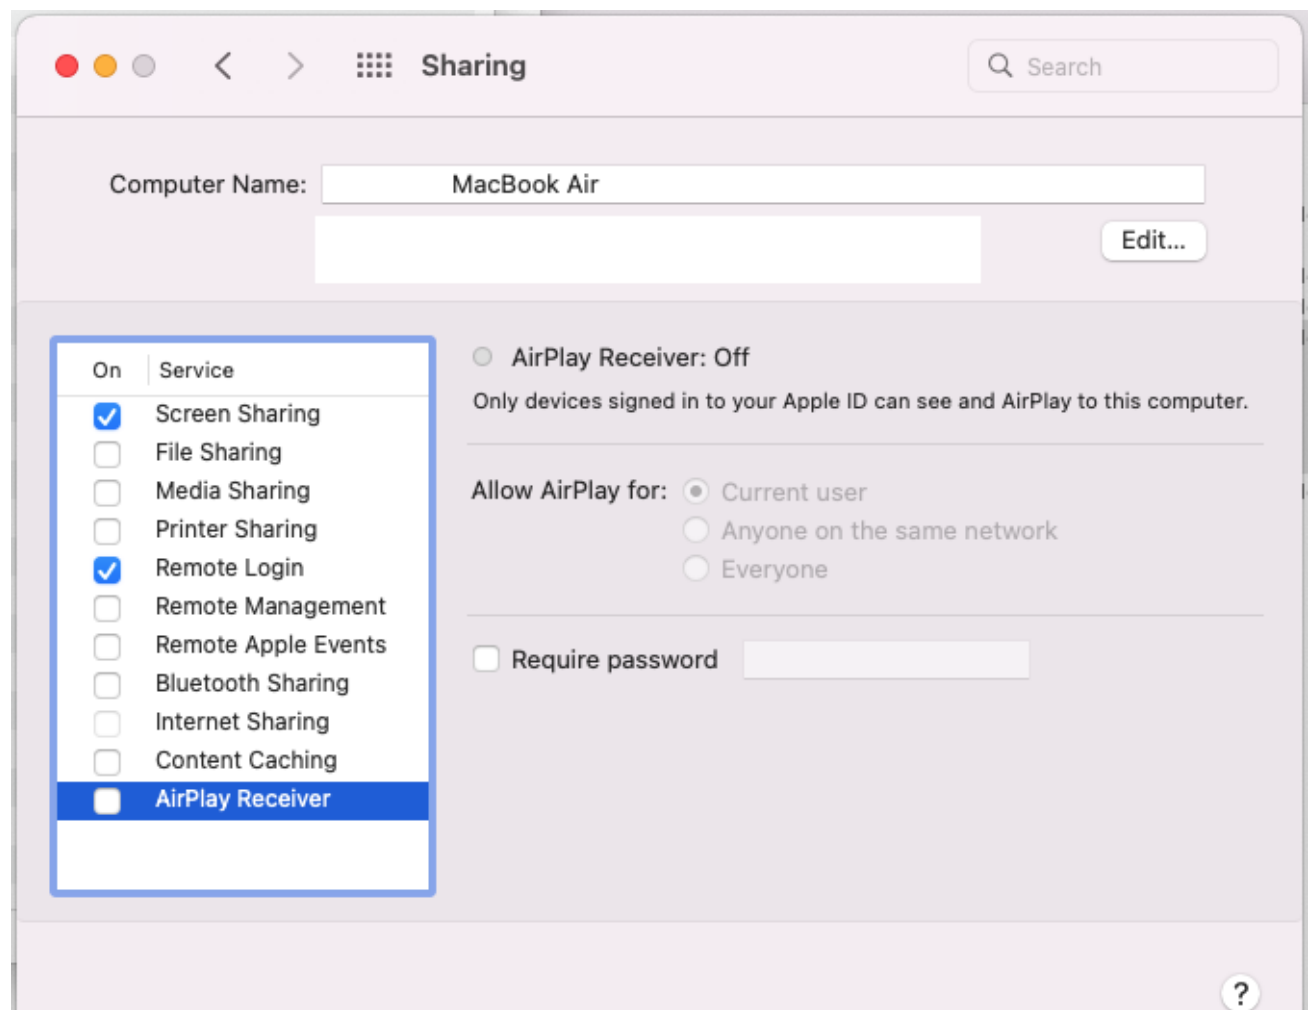 Sharing
Search
Computer Name: MacBook Air
Edit...
On Service
Screen Sharing
File Sharing
Media Sharing
Printer Sharing
Remote Login
Remote Management
Remote Apple Events
Bluetooth Sharing
Internet Sharing
Content Caching
AirPlay Receiver
AirPlay Receiver: Off
Only devices signed in to your Apple ID can see and AirPlay to this computer.
Allow AirPlay for: Current user
Anyone on the same network
Everyone
Require password
?